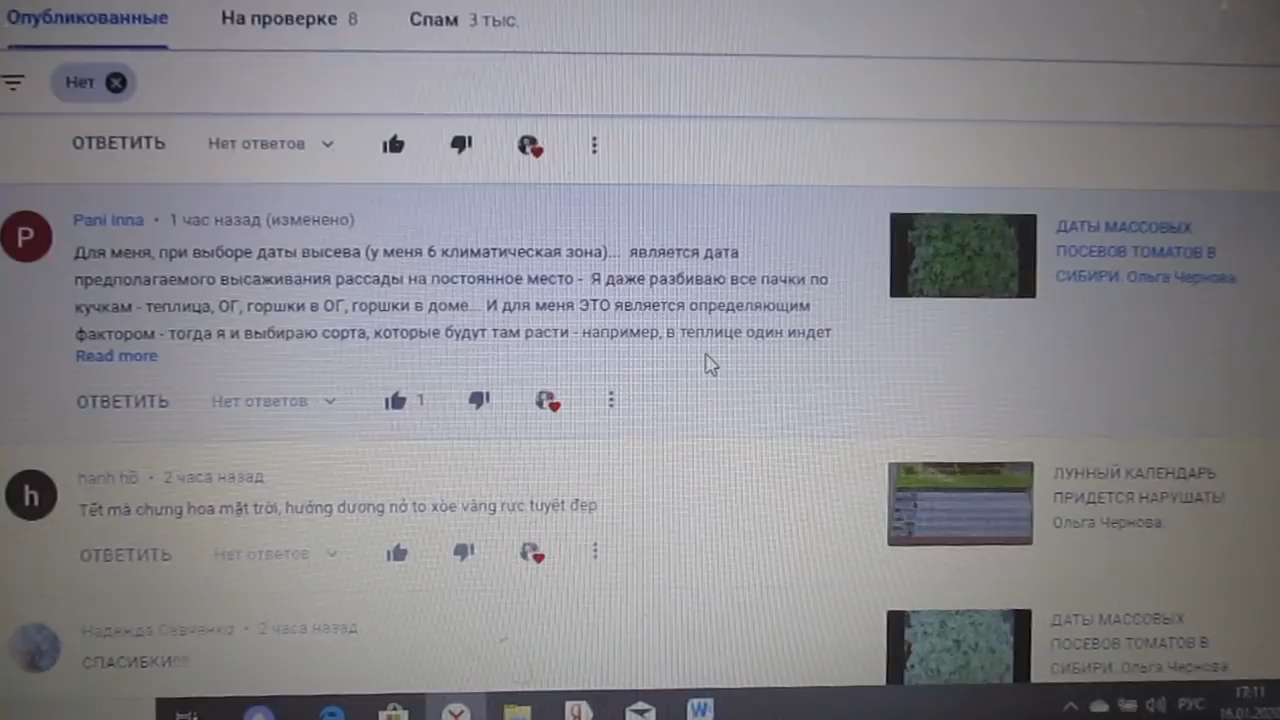 Опубликованные
На проверке 8
Спам 3 тыс.
Нет
ОТВЕТИТЬ Нет ответов
P
Pani Inna • 1 час назад (изменено)
Для меня, при выборе даты высева (у меня 6 климатическая зона)... является дата
предполагаемого высаживания рассады на постоянное место - Я даже разбиваю все пачки по
кучкам - теплица, ОГ, горшки в ОГ, горшки в доме... И для меня ЭТО является определяющим
фактором - тогда я и выбираю сорта, которые будут там расти - например, в теплице один индет
Read more
ОТВЕТИТЬ Нет ответов 1
ДАТЫ МАССОВЫХ
ПОСЕВОВ ТОМАТОВ В
СИБИРИ. Ольга Чернова.
h
hanh hồ • 2 часа назад
Tết mà chưng hoa mặt trời, hướng dương nở to xòe vàng rực tuyệt đẹp
ОТВЕТИТЬ Нет ответов
ЛУННЫЙ КАЛЕНДАРЬ
ПРИДЕТСЯ НАРУШАТЬ!
Ольга Чернова.
Надежда Савченко • 2 часа назад
СПАСИБКИ!!!!
ДАТЫ МАССОВЫХ
ПОСЕВОВ ТОМАТОВ В
СИБИРИ. Ольга Чернова.
РУС
17:11